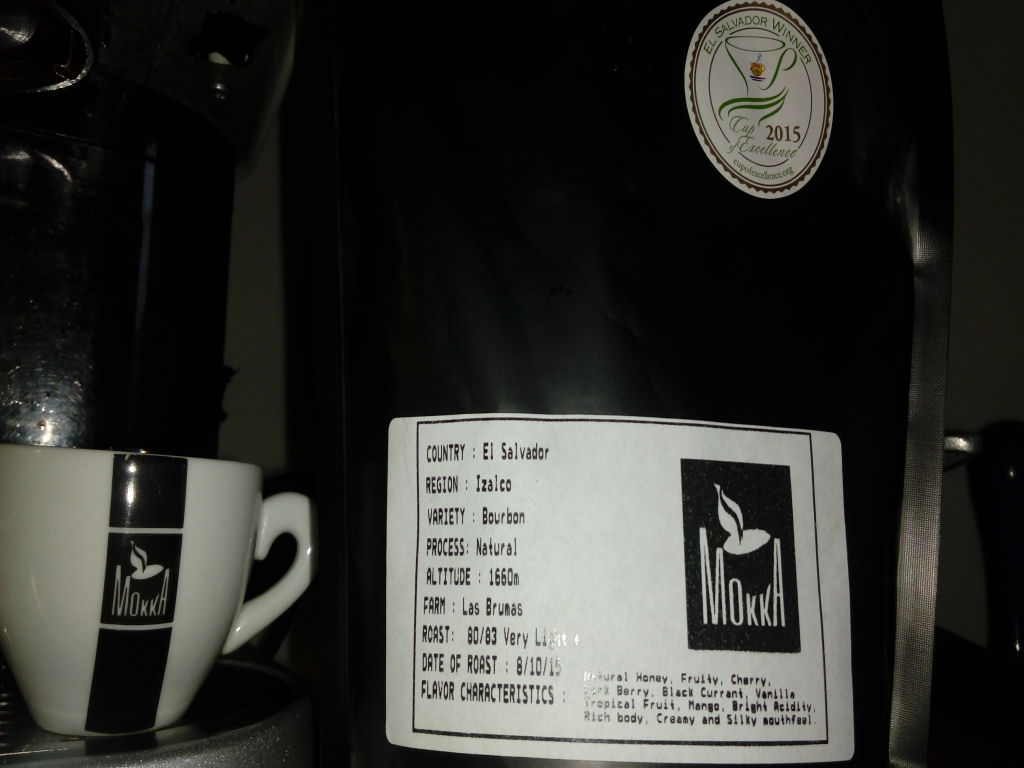 EL SALVADOR WINNER
Cup
2015
of Excellence
cupofexcellence.org
COUNTRY : El Salvador
REGION : Izalco
VARIETY : Bourbon
PROCESS: Natural
ALTITUDE : 1660m
FARM : Las Brumas
ROAST: 80/83 Very Light +
DATE OF ROAST : 8/10/15
FLAVOR CHARACTERISTICS :
Natural Honey, Fruity, Cherry,
Dark Berry, Black Currant, Vanilla
Tropical Fruit, Mango, Bright Acidity,
Rich body, Creamy and Silky mouthfeel.
MOKKA
MOKKA